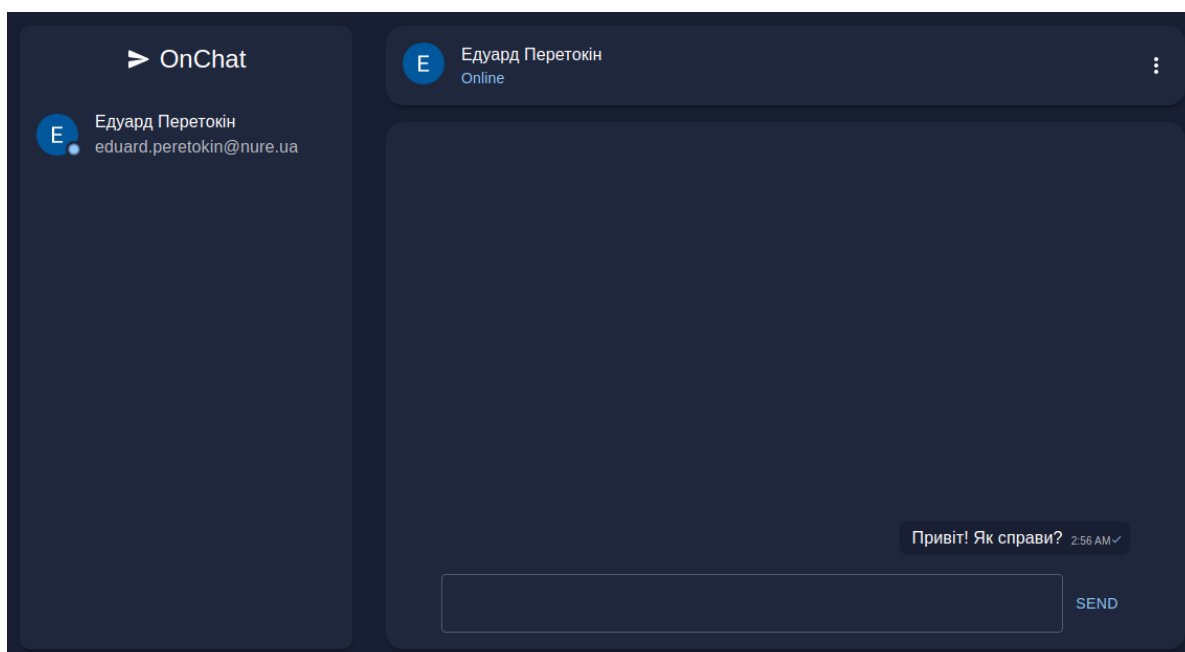 OnChat
E
Едуард Перетокін
eduard.peretokin@nure.ua
E
Едуард Перетокін
Online
Привіт! Як справи? 2:56 AM
SEND